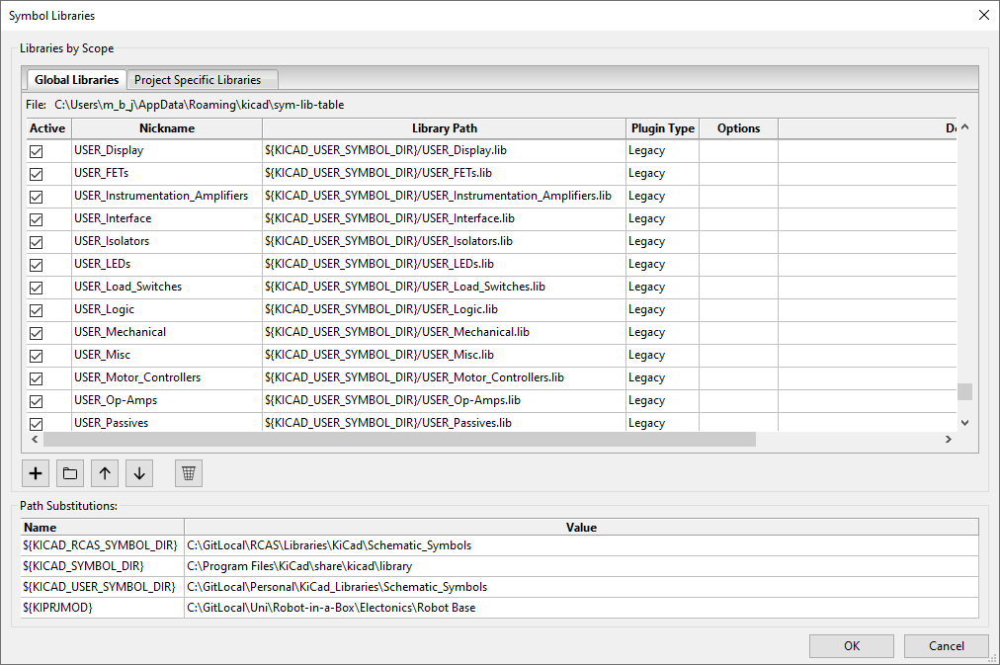 Symbol Libraries
Libraries by Scope
Global Libraries Project Specific Libraries
File: C:\Users\m_b_j\AppData\Roaming\kicad\sym-lib-table
Active Nickname Library Path Plugin Type Options
USER_Display ${KICAD_USER_SYMBOL_DIR}/USER_Display.lib Legacy
USER_FETs ${KICAD_USER_SYMBOL_DIR}/USER_FETs.lib Legacy
USER_Instrumentation_Amplifiers ${KICAD_USER_SYMBOL_DIR}/USER_Instrumentation_Amplifiers.lib Legacy
USER_Interface ${KICAD_USER_SYMBOL_DIR}/USER_Interface.lib Legacy
USER_Isolators ${KICAD_USER_SYMBOL_DIR}/USER_Isolators.lib Legacy
USER_LEDs ${KICAD_USER_SYMBOL_DIR}/USER_LEDs.lib Legacy
USER_Load_Switches ${KICAD_USER_SYMBOL_DIR}/USER_Load_Switches.lib Legacy
USER_Logic ${KICAD_USER_SYMBOL_DIR}/USER_Logic.lib Legacy
USER_Mechanical ${KICAD_USER_SYMBOL_DIR}/USER_Mechanical.lib Legacy
USER_Misc ${KICAD_USER_SYMBOL_DIR}/USER_Misc.lib Legacy
USER_Motor_Controllers ${KICAD_USER_SYMBOL_DIR}/USER_Motor_Controllers.lib Legacy
USER_Op-Amps ${KICAD_USER_SYMBOL_DIR}/USER_Op-Amps.lib Legacy
USER_Passives ${KICAD_USER_SYMBOL_DIR}/USER_Passives.lib Legacy
Path Substitutions:
Name Value
${KICAD_RCAS_SYMBOL_DIR} C:\GitLocal\RCAS\Libraries\KiCad\Schematic_Symbols
${KICAD_SYMBOL_DIR} C:\Program Files\KiCad\share\kicad\library
${KICAD_USER_SYMBOL_DIR} C:\GitLocal\Personal\KiCad_Libraries\Schematic_Symbols
${KIPRJMOD} C:\GitLocal\Uni\Robot-in-a-Box\Electonics\Robot Base
OK Cancel